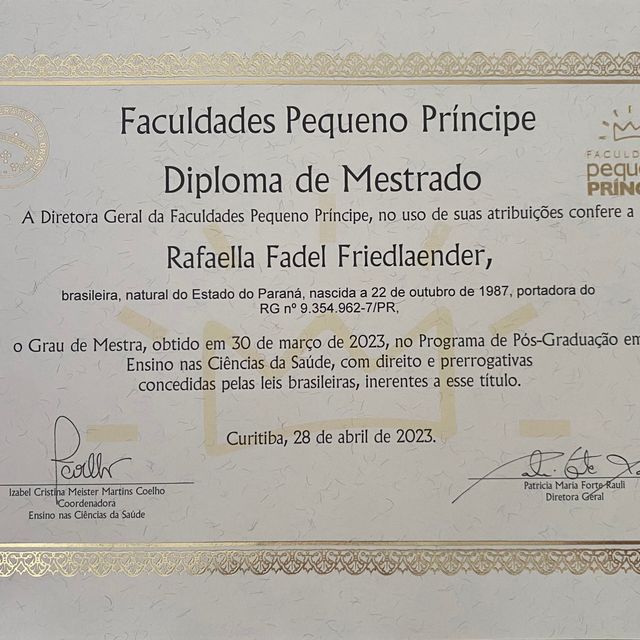 Faculdades Pequeno Príncipe
Diploma de Mestrado
A Diretora Geral da Faculdades Pequeno Príncipe, no uso de suas atribuições confere a
Rafaella Fadel Friedlaender,
brasileira, natural do Estado do Paraná, nascida a 22 de outubro de 1987, portadora do
RG nº 9.354.962-7/PR,
o Grau de Mestra, obtido em 30 de março de 2023, no Programa de Pós-Graduação em
Ensino nas Ciências da Saúde, com direito e prerrogativas
concedidas pelas leis brasileiras, inerentes a esse título.
Curitiba, 28 de abril de 2023.
Izabel Cristina Meister Martins Coelho
Coordenadora
Ensino nas Ciências da Saúde
Patricia Maria Forte Rauli
Diretora Geral